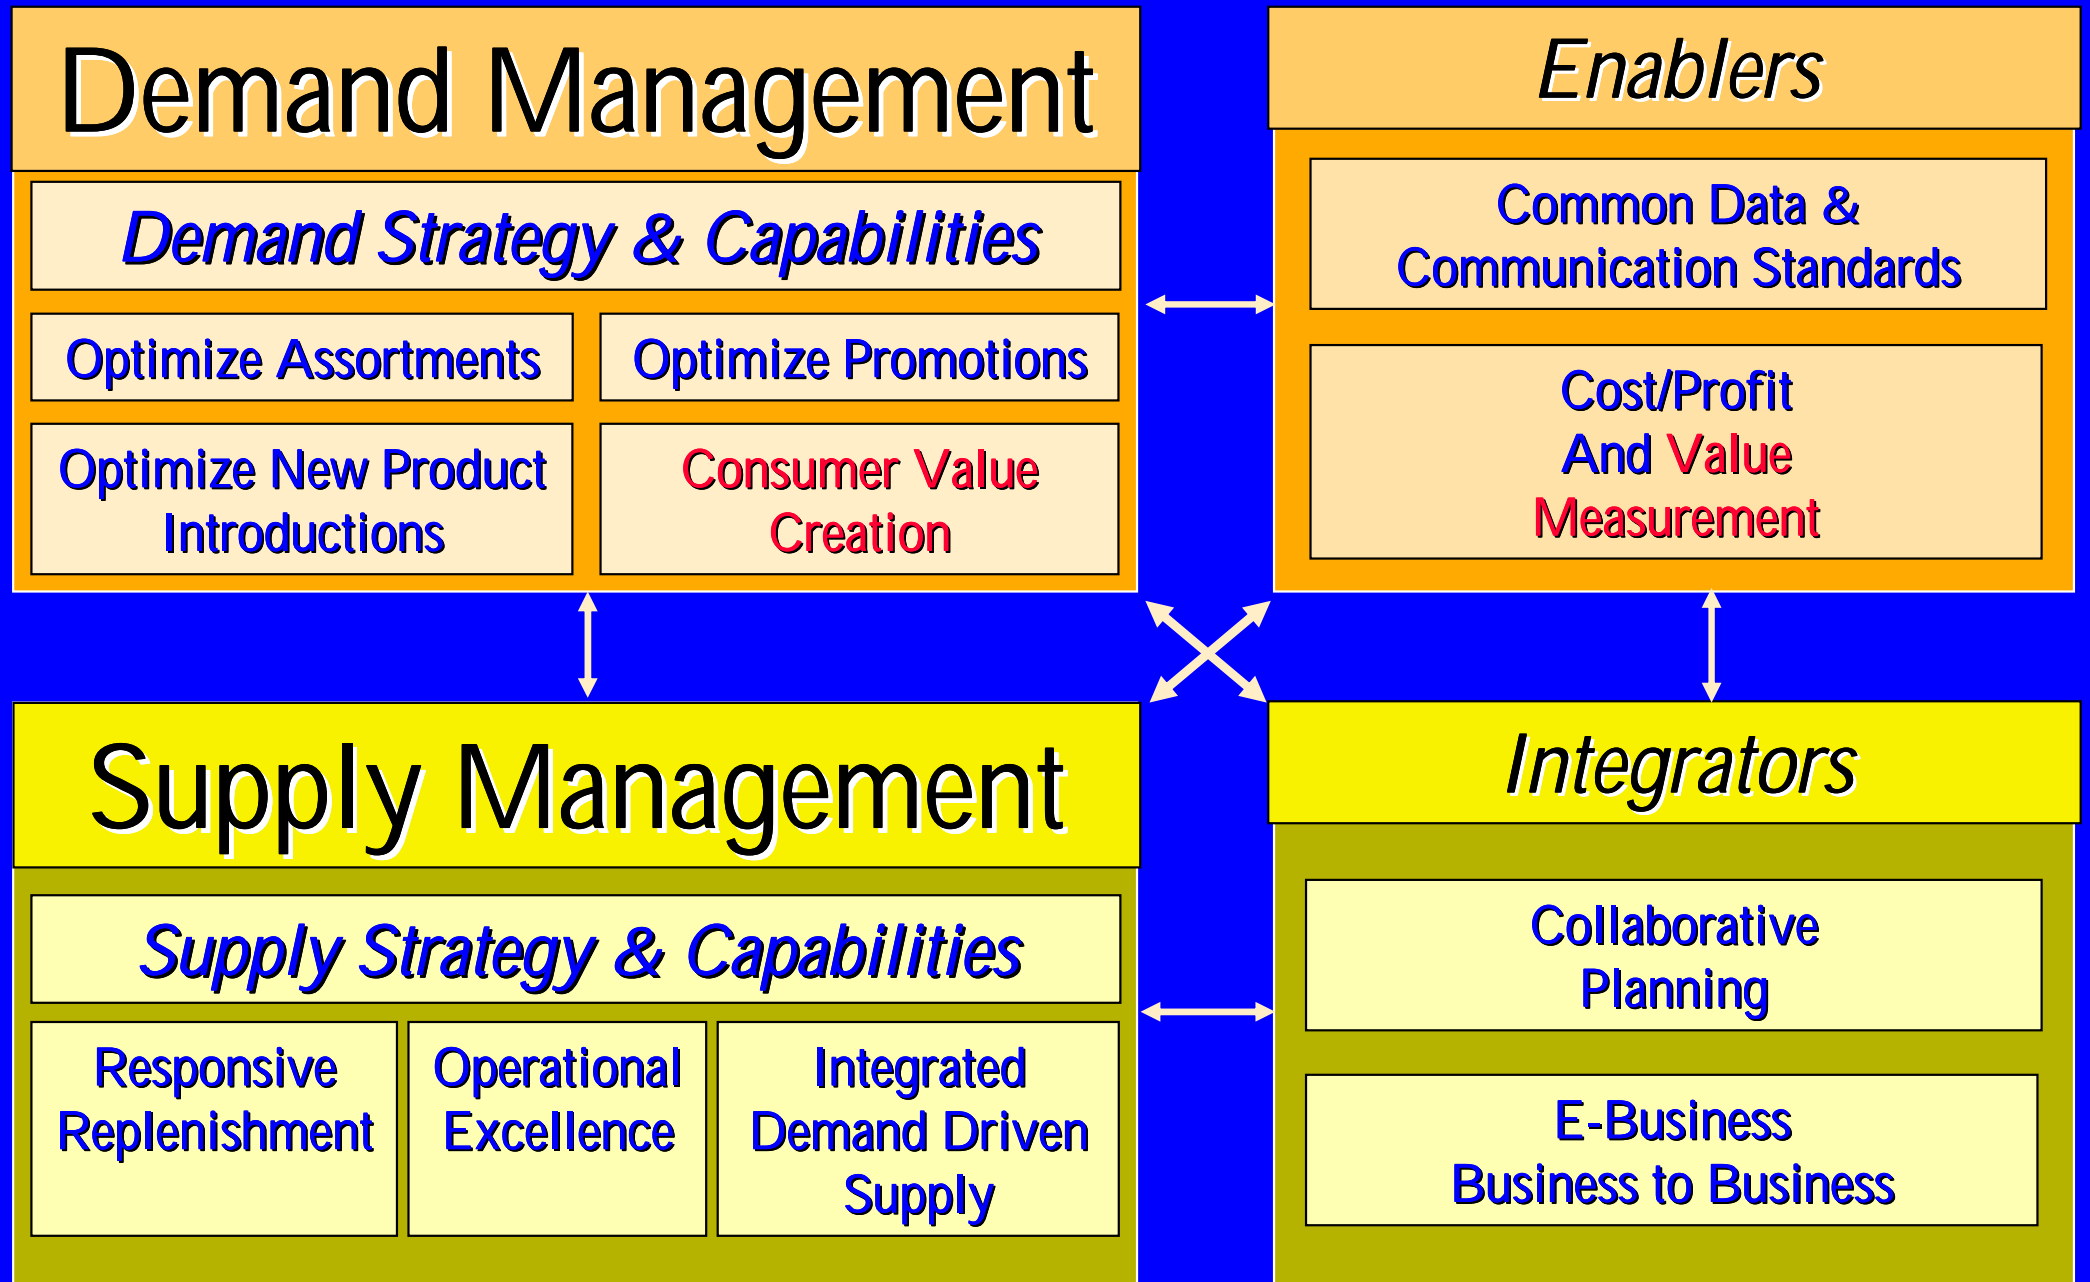 Demand Management
Demand Strategy & Capabilities
Optimize Assortments
Optimize Promotions
Optimize New Product
Introductions
Consumer Value
Creation
Enablers
Common Data &
Communication Standards
Cost/Profit
And Value
Measurement
Supply Management
Supply Strategy & Capabilities
Responsive
Replenishment
Operational
Excellence
Integrated
Demand Driven
Supply
Integrators
Collaborative
Planning
E-Business
Business to Business